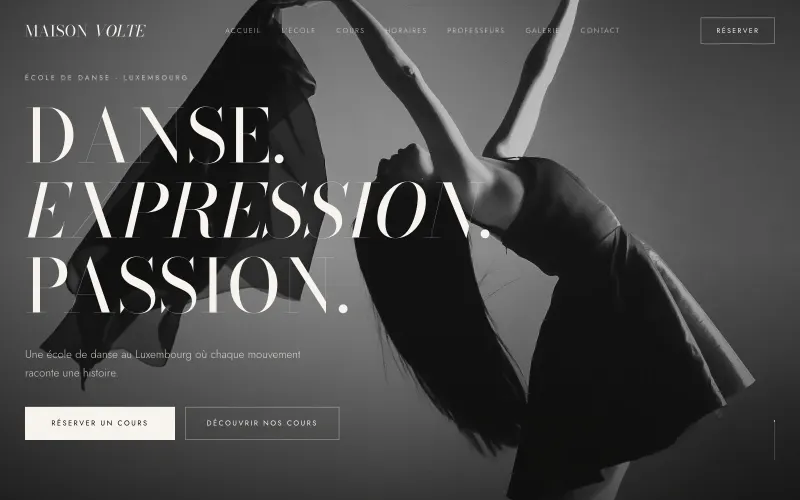 MAISON VOLTE
ACCUEIL L'ÉCOLE COURS HORAIRES PROFESSEURS GALERIE CONTACT
RÉSERVER
ÉCOLE DE DANSE · LUXEMBOURG
DANSE.
EXPRESSION.
PASSION.
Une école de danse au Luxembourg où chaque mouvement
raconte une histoire.
RÉSERVER UN COURS
DÉCOUVRIR NOS COURS